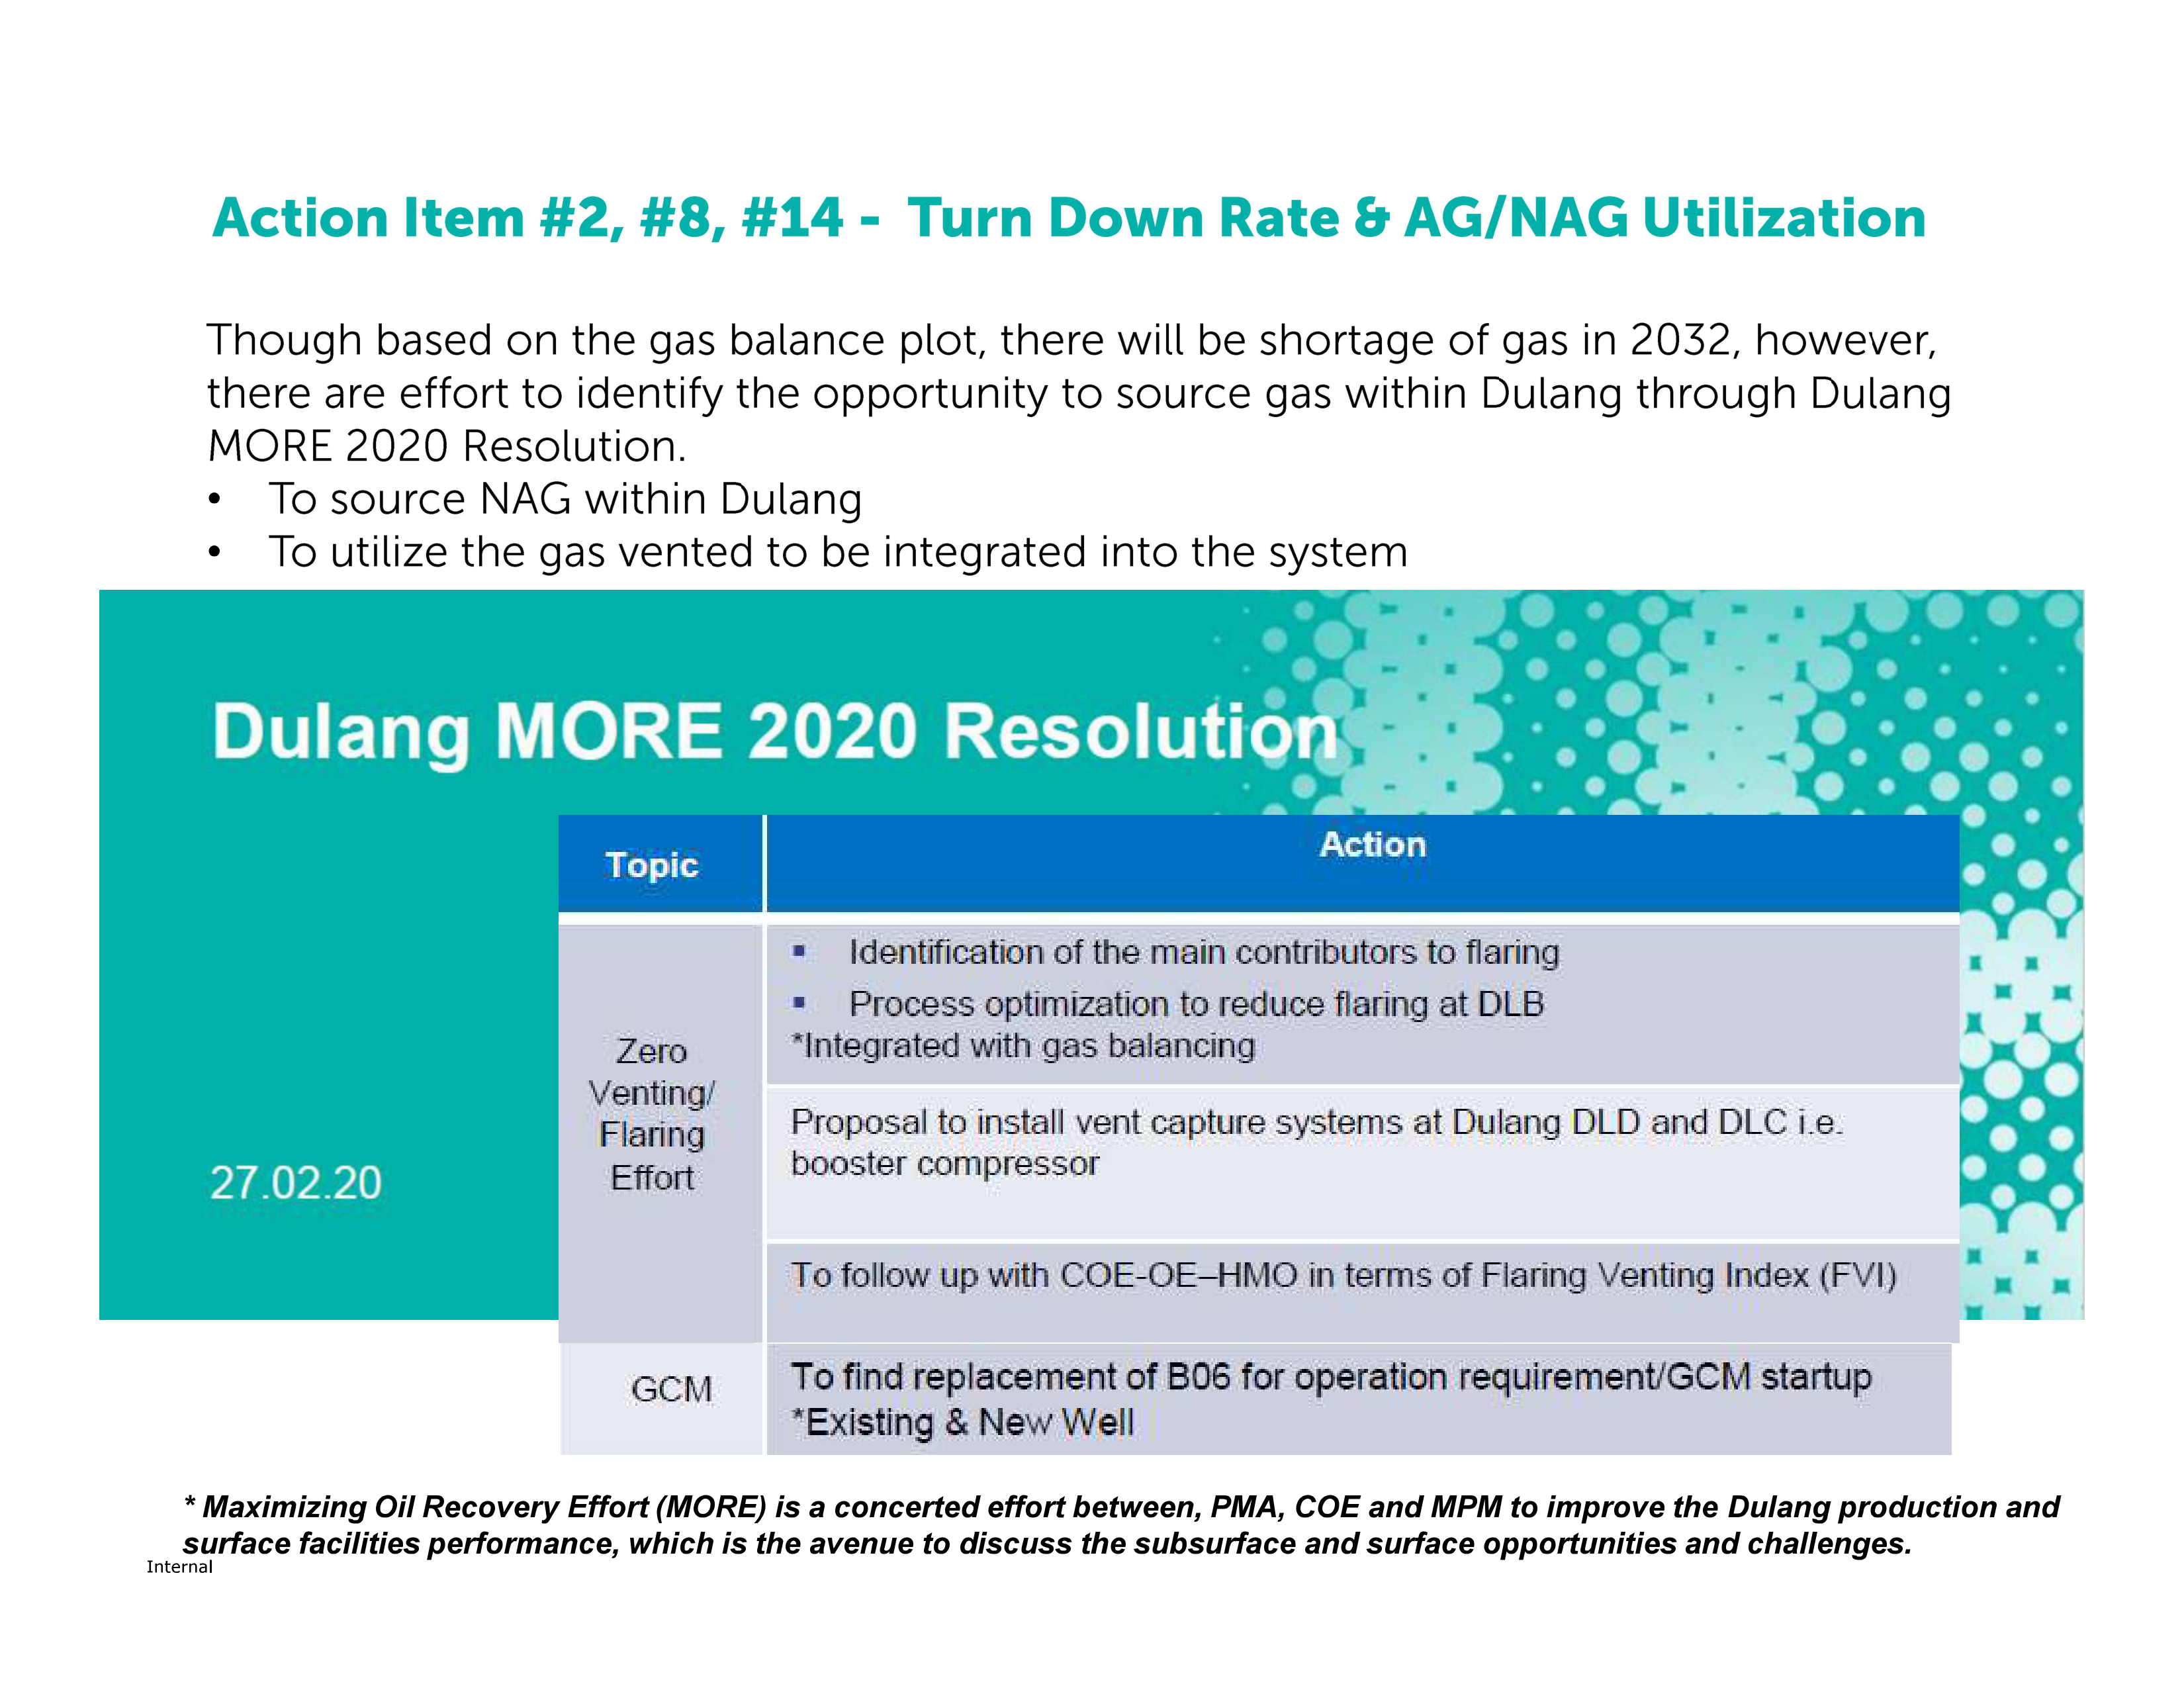 Action Item #2, #8, #14 - Turn Down Rate & AG/NAG Utilization
Though based on the gas balance plot, there will be shortage of gas in 2032, however,
there are effort to identify the opportunity to source gas within Dulang through Dulang
MORE 2020 Resolution.
• To source NAG within Dulang
• To utilize the gas vented to be integrated into the system
Dulang MORE 2020 Resolution
27.02.20
Topic
Action
Zero
Venting/
Flaring
Effort
▪ Identification of the main contributors to flaring
▪ Process optimization to reduce flaring at DLB
*Integrated with gas balancing
Proposal to install vent capture systems at Dulang DLD and DLC i.e.
booster compressor
To follow up with COE-OE–HMO in terms of Flaring Venting Index (FVI)
GCM
To find replacement of B06 for operation requirement/GCM startup
*Existing & New Well
* Maximizing Oil Recovery Effort (MORE) is a concerted effort between, PMA, COE and MPM to improve the Dulang production and
surface facilities performance, which is the avenue to discuss the subsurface and surface opportunities and challenges.
Internal